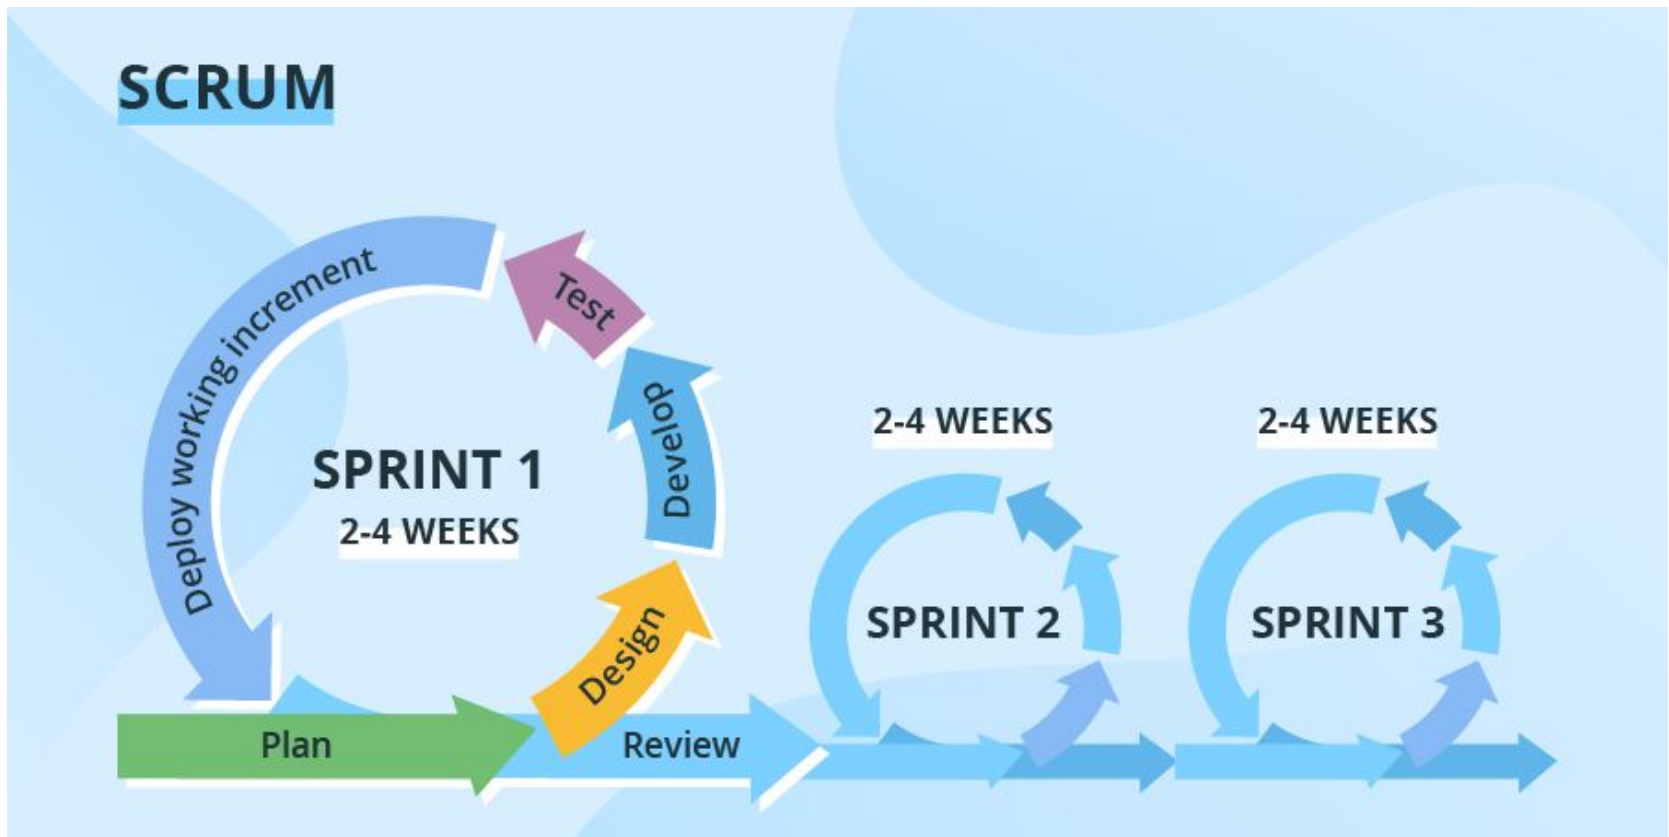 SCRUM
Deploy working increment
Test
Develop
SPRINT 1
2-4 WEEKS
Design
Plan
Review
2-4 WEEKS
SPRINT 2
2-4 WEEKS
SPRINT 3